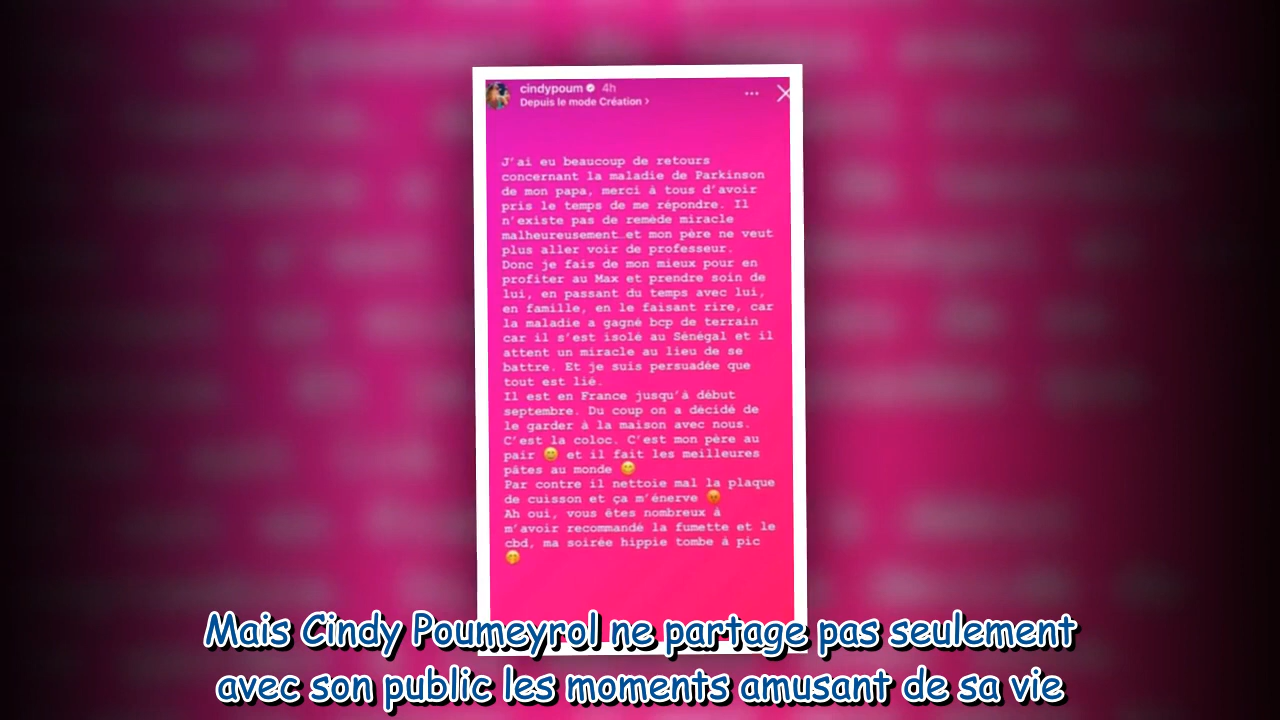 cindypoum 4h
Depuis le mode Création >
J'ai eu beaucoup de retours
concernant la maladie de Parkinson
de mon papa, merci à tous d'avoir
pris le temps de me répondre. Il
n'existe pas de remède miracle
malheureusement et mon père ne veut
plus aller voir de professeur.
Donc je fais de mon mieux pour en
profiter au Max et prendre soin de
lui, en passant du temps avec lui,
en famille, en le faisant rire, car
la maladie a gagné bcp de terrain
car il s'est isolé au Sénégal et il
attent un miracle au lieu de se
battre. Et je suis persuadée que
tout est lié.
Il est en France jusqu'à début
septembre. Du coup on a décidé de
le garder à la maison avec nous.
C'est la coloc. C'est mon père au
pair 😅 et il fait les meilleures
pâtes au monde 😋
Par contre il nettoie mal la plaque
de cuisson et ça m'énerve 😡
Ah oui, vous êtes nombreux à
m'avoir recommandé la fumette et le
cbd, ma soirée hippie tombe à pic
🤭
Mais Cindy Poumeyrol ne partage pas seulement
avec son public les moments amusant de sa vie